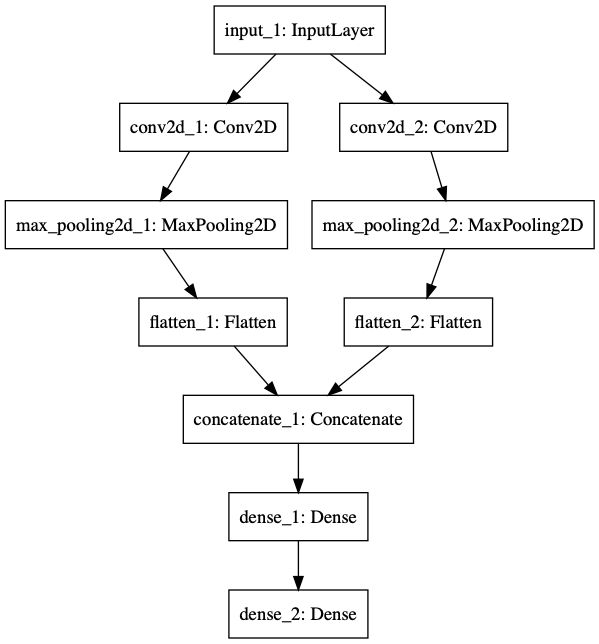 input_1: InputLayer
conv2d_1: Conv2D
conv2d_2: Conv2D
max_pooling2d_1: MaxPooling2D
max_pooling2d_2: MaxPooling2D
flatten_1: Flatten
flatten_2: Flatten
concatenate_1: Concatenate
dense_1: Dense
dense_2: Dense